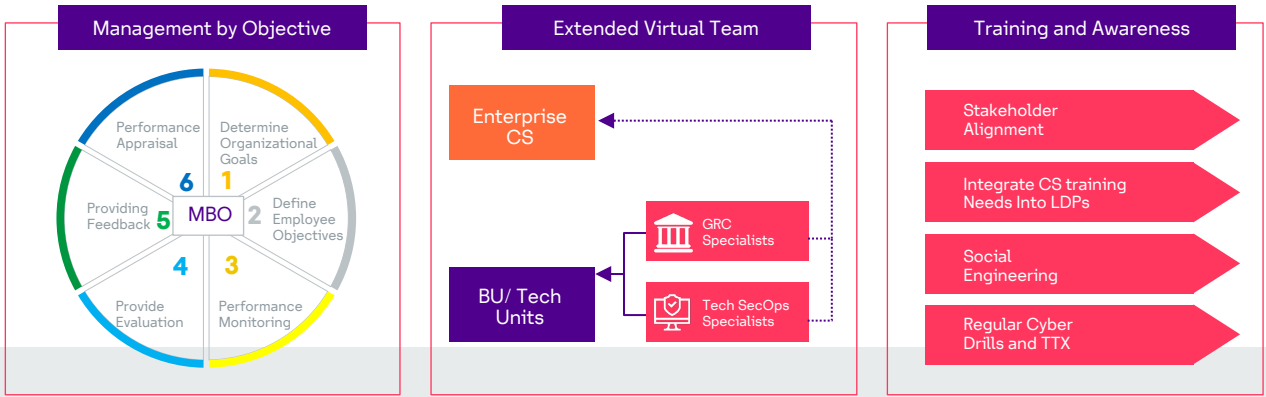 Management by Objective
Performance
Appraisal
6
Determine
Organizational
Goals
1
Providing
Feedback
5
MBO
2
Define
Employee
Objectives
4
Provide
Evaluation
3
Performance
Monitoring
Extended Virtual Team
Enterprise
CS
GRC
Specialists
BU/ Tech
Units
Tech SecOps
Specialists
Training and Awareness
Stakeholder
Alignment
Integrate CS training
Needs Into LDPs
Social
Engineering
Regular Cyber
Drills and TTX